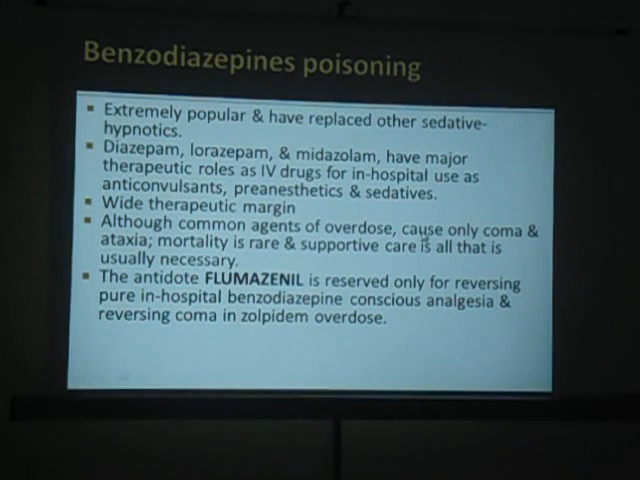 Benzodiazepines poisoning
▪ Extremely popular & have replaced other sedative-
hypnotics.
▪ Diazepam, lorazepam, & midazolam, have major
therapeutic roles as IV drugs for in-hospital use as
anticonvulsants, preanesthetics & sedatives.
▪ Wide therapeutic margin
▪ Although common agents of overdose, cause only coma &
ataxia; mortality is rare & supportive care is all that is
usually necessary.
▪ The antidote FLUMAZENIL is reserved only for reversing
pure in-hospital benzodiazepine conscious analgesia &
reversing coma in zolpidem overdose.